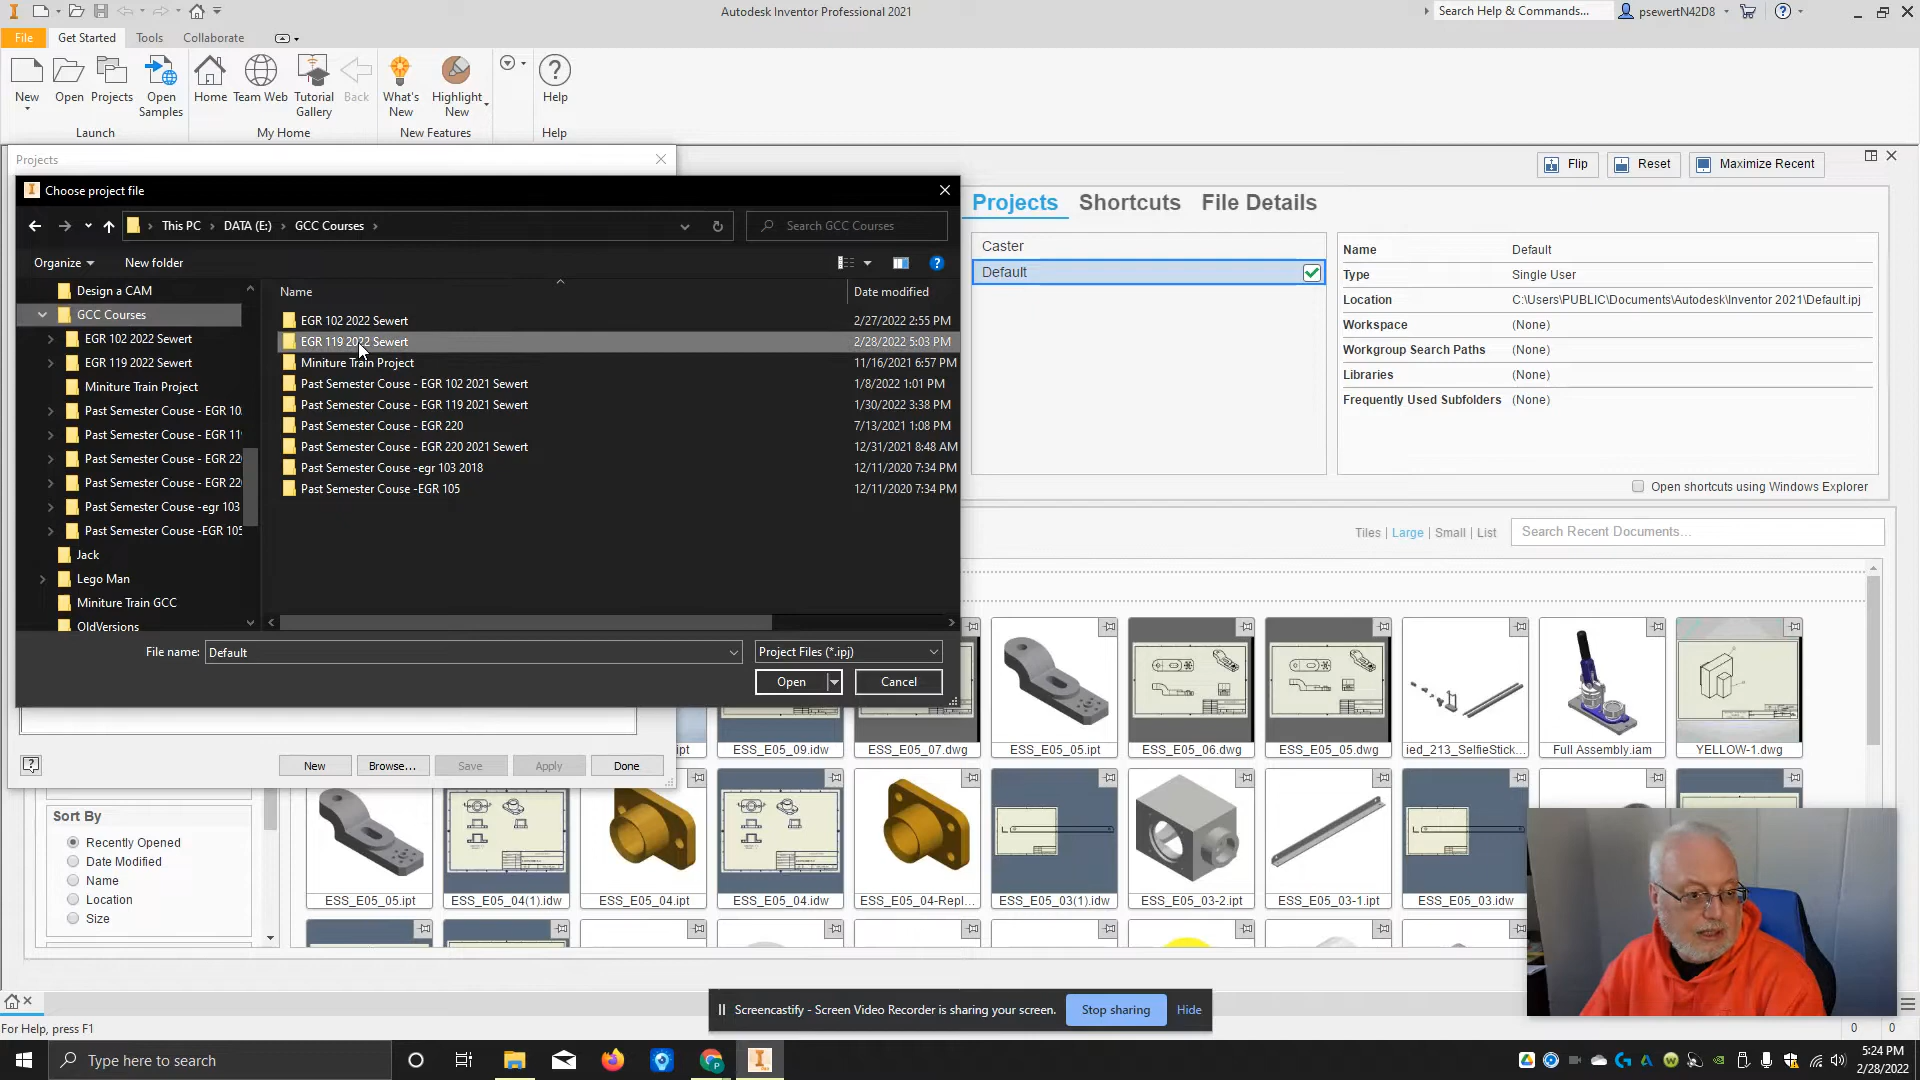 Autodesk Inventor Professional 2021
Search Help & Commands...
psewertN42D8
File
Get Started
Tools
Collaborate
New
Open
Projects
Open Samples
Home
Team Web
Tutorial Gallery
Back
What's New
Highlight New
Help
Launch
My Home
New Features
Help
Projects
Flip
Reset
Maximize Recent
Choose project file
This PC
DATA (E:)
GCC Courses
Search GCC Courses
Organize
New folder
Design a CAM
GCC Courses
EGR 102 2022 Sewert
EGR 119 2022 Sewert
Miniture Train Project
Past Semester Couse - EGR 10
Past Semester Couse - EGR 11
Past Semester Couse - EGR 22
Past Semester Couse - EGR 22
Past Semester Couse -egr 103
Past Semester Couse -EGR 105
Jack
Lego Man
Miniture Train GCC
OldVersions
Name
Date modified
EGR 102 2022 Sewert 2/27/2022 2:55 PM
EGR 119 2022 Sewert 2/28/2022 5:03 PM
Miniture Train Project 11/16/2021 6:57 PM
Past Semester Couse - EGR 102 2021 Sewert 1/8/2022 1:01 PM
Past Semester Couse - EGR 119 2021 Sewert 1/30/2022 3:38 PM
Past Semester Couse - EGR 220 7/13/2021 1:08 PM
Past Semester Couse - EGR 220 2021 Sewert 12/31/2021 8:48 AM
Past Semester Couse -egr 103 2018 12/11/2020 7:34 PM
Past Semester Couse -EGR 105 12/11/2020 7:34 PM
File name:
Default
Project Files (*.ipj)
Open
Cancel
New
Browse...
Save
Apply
Done
Projects
Shortcuts
File Details
Caster
Default
Name Default
Type Single User
Location C:\Users\PUBLIC\Documents\Autodesk\Inventor 2021\Default.ipj
Workspace (None)
Workgroup Search Paths (None)
Libraries (None)
Frequently Used Subfolders (None)
Open shortcuts using Windows Explorer
Tiles | Large | Small | List
Search Recent Documents...
ipt
ESS_E05_09.idw
ESS_E05_07.dwg
ESS_E05_05.ipt
ESS_E05_06.dwg
ESS_E05_05.dwg
ied_213_SelfieStick...
Full Assembly.iam
YELLOW-1.dwg
Sort By
Recently Opened
Date Modified
Name
Location
Size
ESS_E05_05.ipt
ESS_E05_04(1).idw
ESS_E05_04.ipt
ESS_E05_04.idw
ESS_E05_04-Repl...
ESS_E05_03(1).idw
ESS_E05_03-2.ipt
ESS_E05_03-1.ipt
ESS_E05_03.idw
Screencastify - Screen Video Recorder is sharing your screen.
Stop sharing
Hide
For Help, press F1
0
0
Type here to search
5:24 PM
2/28/2022